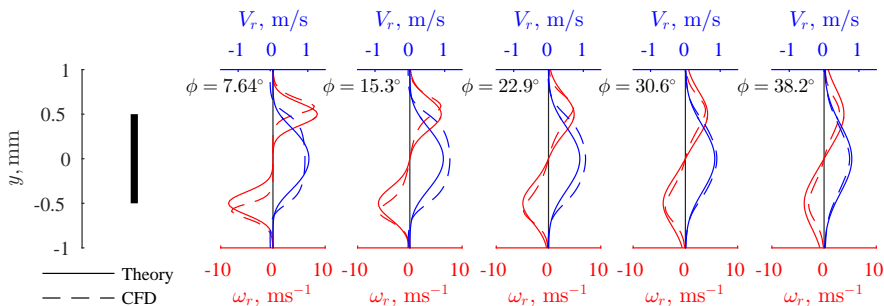 V_r, m/s V_r, m/s V_r, m/s V_r, m/s V_r, m/s
-1 0 1 -1 0 1 -1 0 1 -1 0 1 -1 0 1
1 ϕ = 7.64° ϕ = 15.3° ϕ = 22.9° ϕ = 30.6° ϕ = 38.2°
0.5
y, mm 0
-0.5
-1
Theory -10 0 10 -10 0 10 -10 0 10 -10 0 10 -10 0 10
CFD ω_r, ms⁻¹ ω_r, ms⁻¹ ω_r, ms⁻¹ ω_r, ms⁻¹ ω_r, ms⁻¹